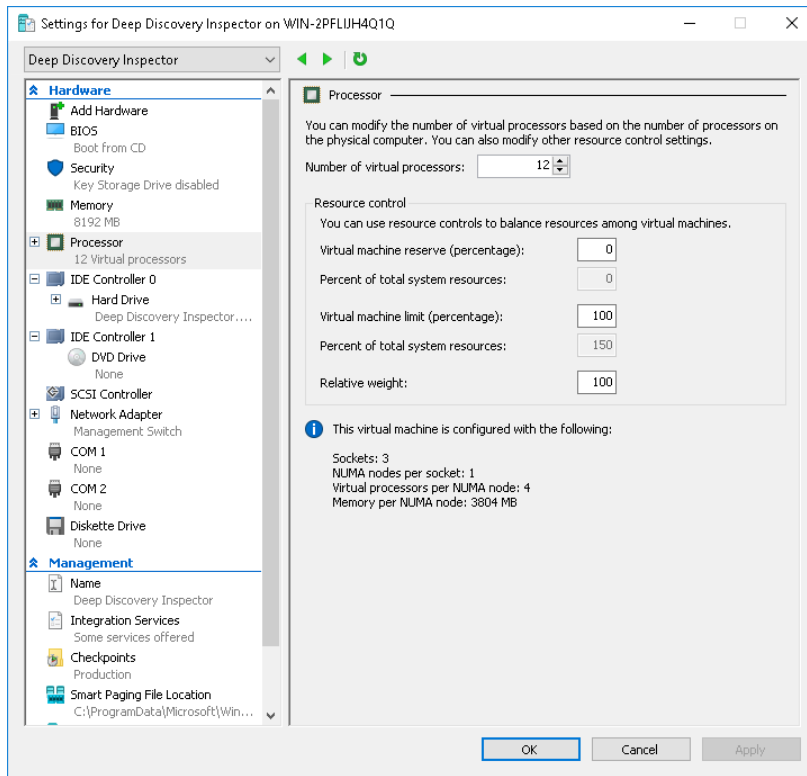 Settings for Deep Discovery Inspector on WIN-2PFLIJH4Q1Q
Deep Discovery Inspector
Hardware
Add Hardware
BIOS
Boot from CD
Security
Key Storage Drive disabled
Memory
8192 MB
Processor
12 Virtual processors
IDE Controller 0
Hard Drive
Deep Discovery Inspector....
IDE Controller 1
DVD Drive
None
SCSI Controller
Network Adapter
Management Switch
COM 1
None
COM 2
None
Diskette Drive
None
Management
Name
Deep Discovery Inspector
Integration Services
Some services offered
Checkpoints
Production
Smart Paging File Location
C:\ProgramData\Microsoft\Win...
Processor
You can modify the number of virtual processors based on the number of processors on
the physical computer. You can also modify other resource control settings.
Number of virtual processors: 12
Resource control
You can use resource controls to balance resources among virtual machines.
Virtual machine reserve (percentage): 0
Percent of total system resources: 0
Virtual machine limit (percentage): 100
Percent of total system resources: 150
Relative weight: 100
This virtual machine is configured with the following:
Sockets: 3
NUMA nodes per socket: 1
Virtual processors per NUMA node: 4
Memory per NUMA node: 3804 MB
OK Cancel Apply